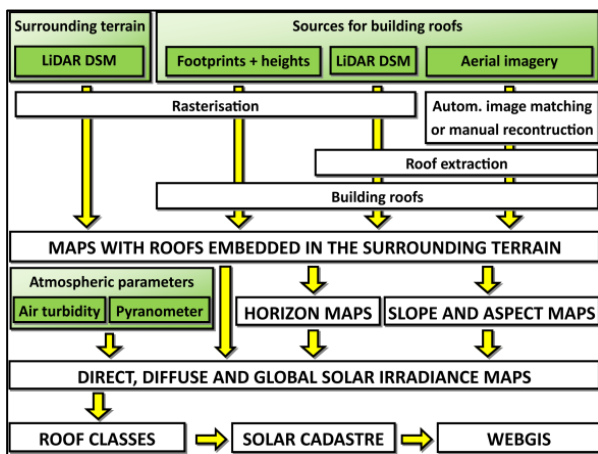 Surrounding terrain
Sources for building roofs
LiDAR DSM
Footprints + heights
LiDAR DSM
Aerial imagery
Rasterisation
Autom. image matching
or manual recontruction
Roof extraction
Building roofs
MAPS WITH ROOFS EMBEDDED IN THE SURROUNDING TERRAIN
Atmospheric parameters
Air turbidity
Pyranometer
HORIZON MAPS
SLOPE AND ASPECT MAPS
DIRECT, DIFFUSE AND GLOBAL SOLAR IRRADIANCE MAPS
ROOF CLASSES
SOLAR CADASTRE
WEBGIS